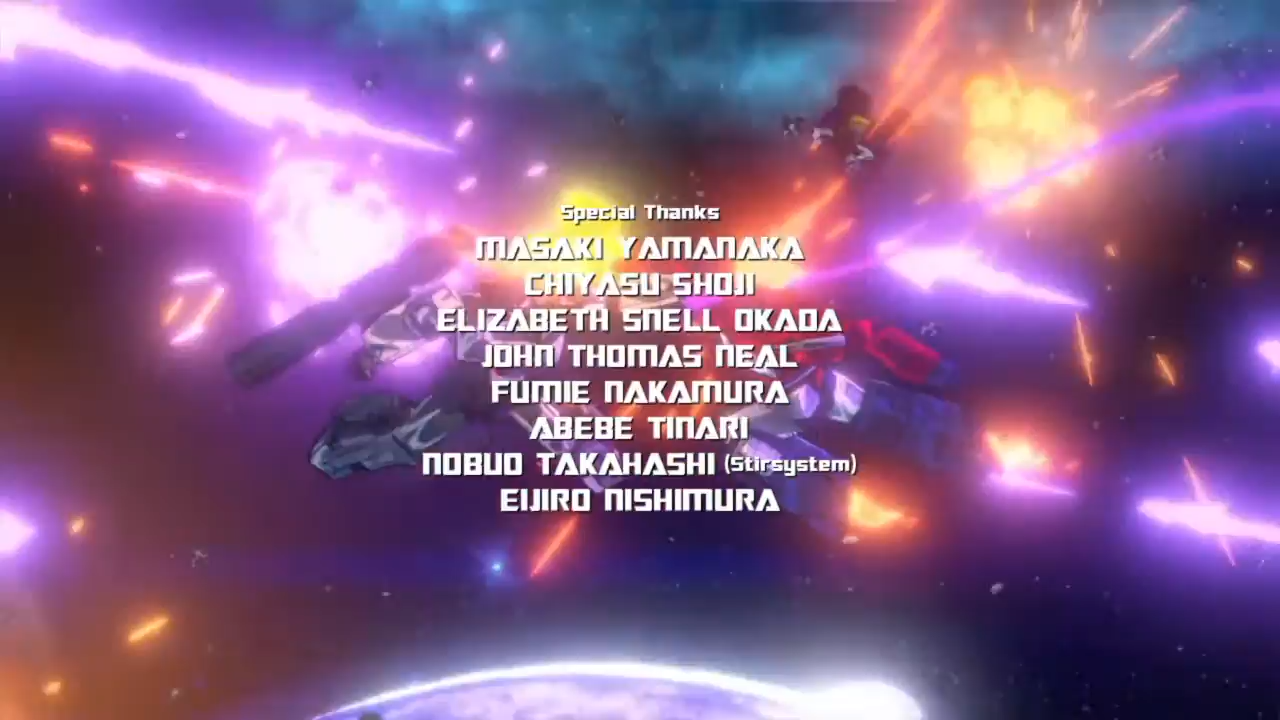 Special Thanks
MASAKI YAMANAKA
CHIYASU SHOJI
ELIZABETH SNELL OKADA
JOHN THOMAS NEAL
FUMIE NAKAMURA
ABEBE TINARI
NOBUO TAKAHASHI (Stirsystem)
EIJIRO NISHIMURA